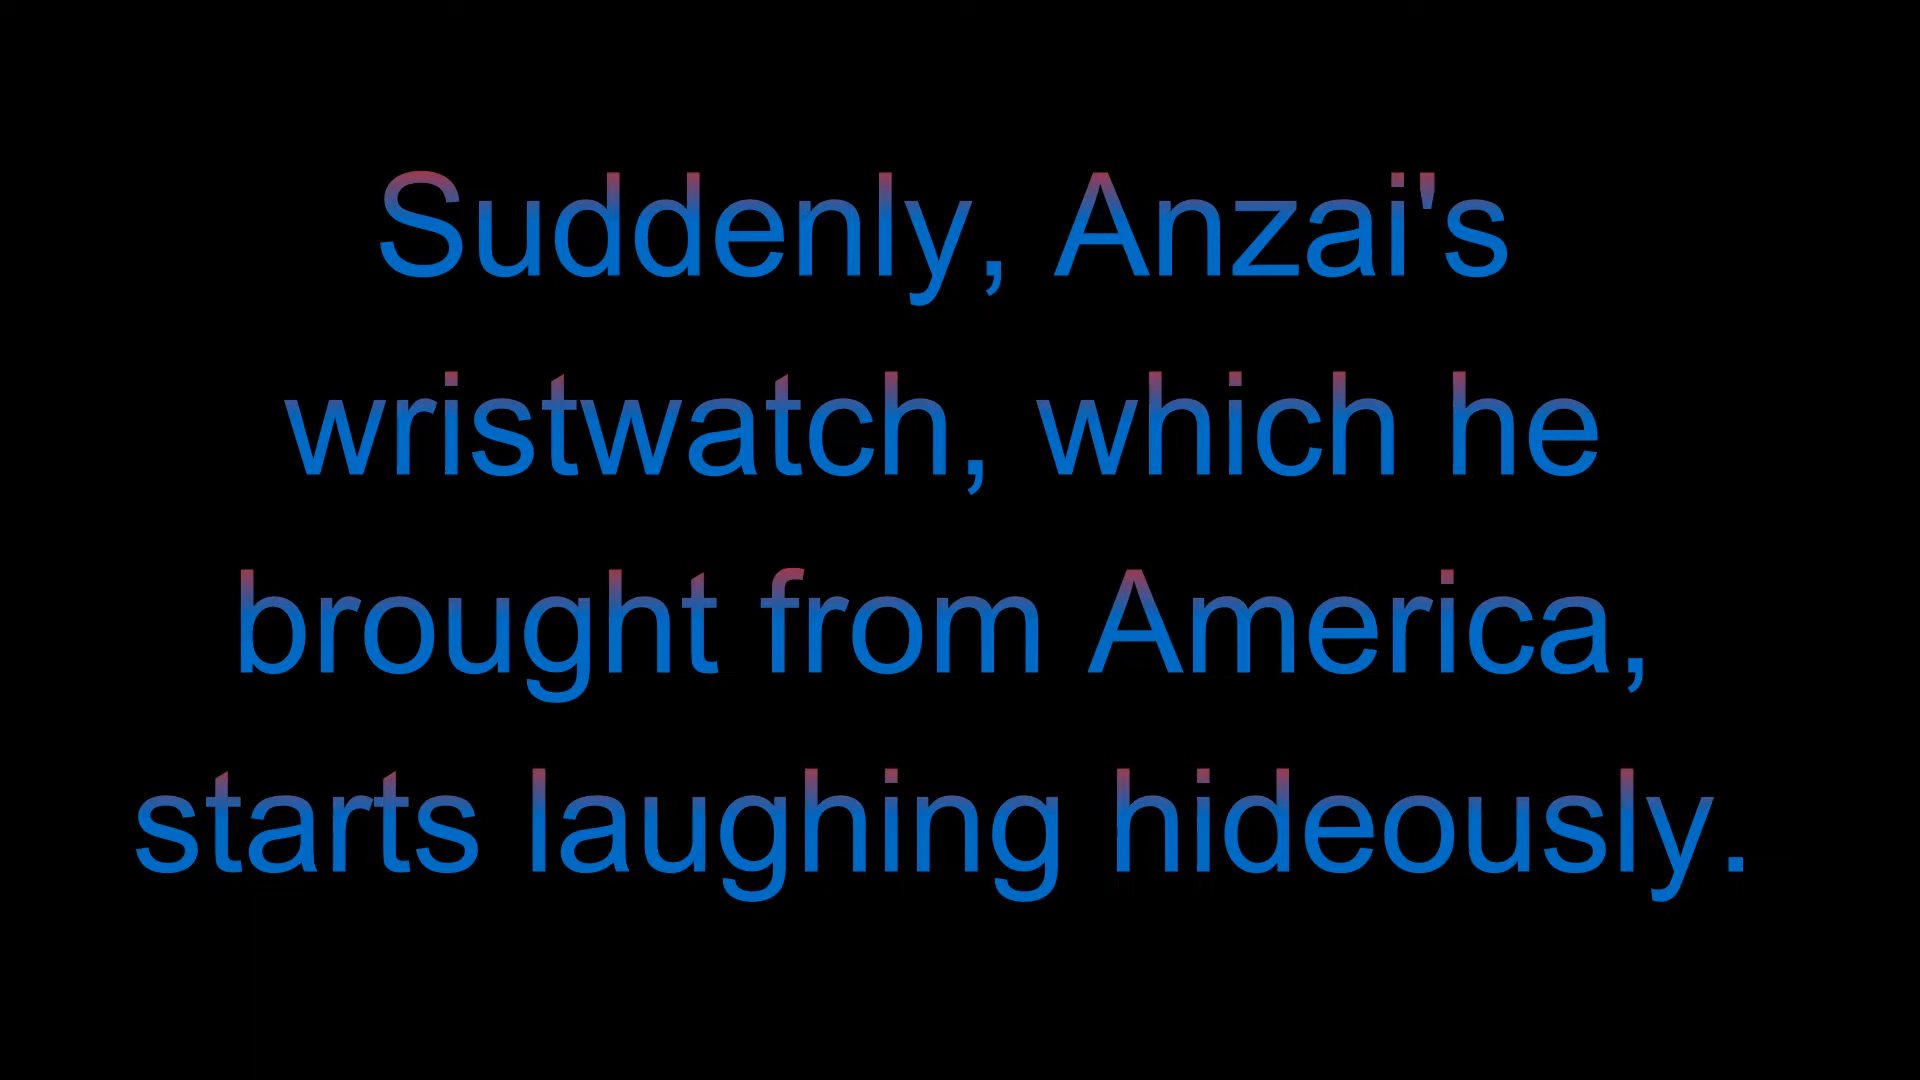 Suddenly, Anzai's
wristwatch, which he
brought from America,
starts laughing hideously.